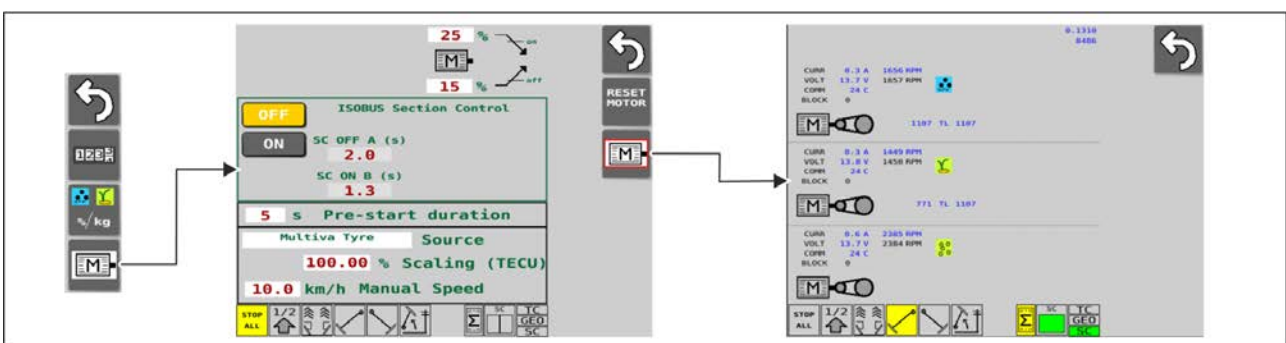 1 2 3
%/kg
M
25 %
on
M
15 %
off
OFF
ISOBUS Section Control
ON
SC OFF A (s)
2.0
SC ON B (s)
1.3
5 s Pre-start duration
Multiva Tyre Source
100.00 % Scaling (TECU)
10.0 km/h Manual Speed
STOP ALL
1/2
Σ
SC
TC
GEO
SC
RESET
MOTOR
M
0.1310
8486
CURR 0.3 A 1656 RPM
VOLT 13.7 V 1657 RPM
COMM 24 C
BLOCK 0
M
1107 TL 1107
CURR 0.3 A 1449 RPM
VOLT 13.8 V 1450 RPM
COMM 24 C
BLOCK 0
M
771 TL 1107
CURR 0.6 A 2385 RPM
VOLT 13.7 V 2384 RPM
COMM 24 C
BLOCK 0
M
STOP ALL
1/2
Σ
SC
TC
GEO
SC